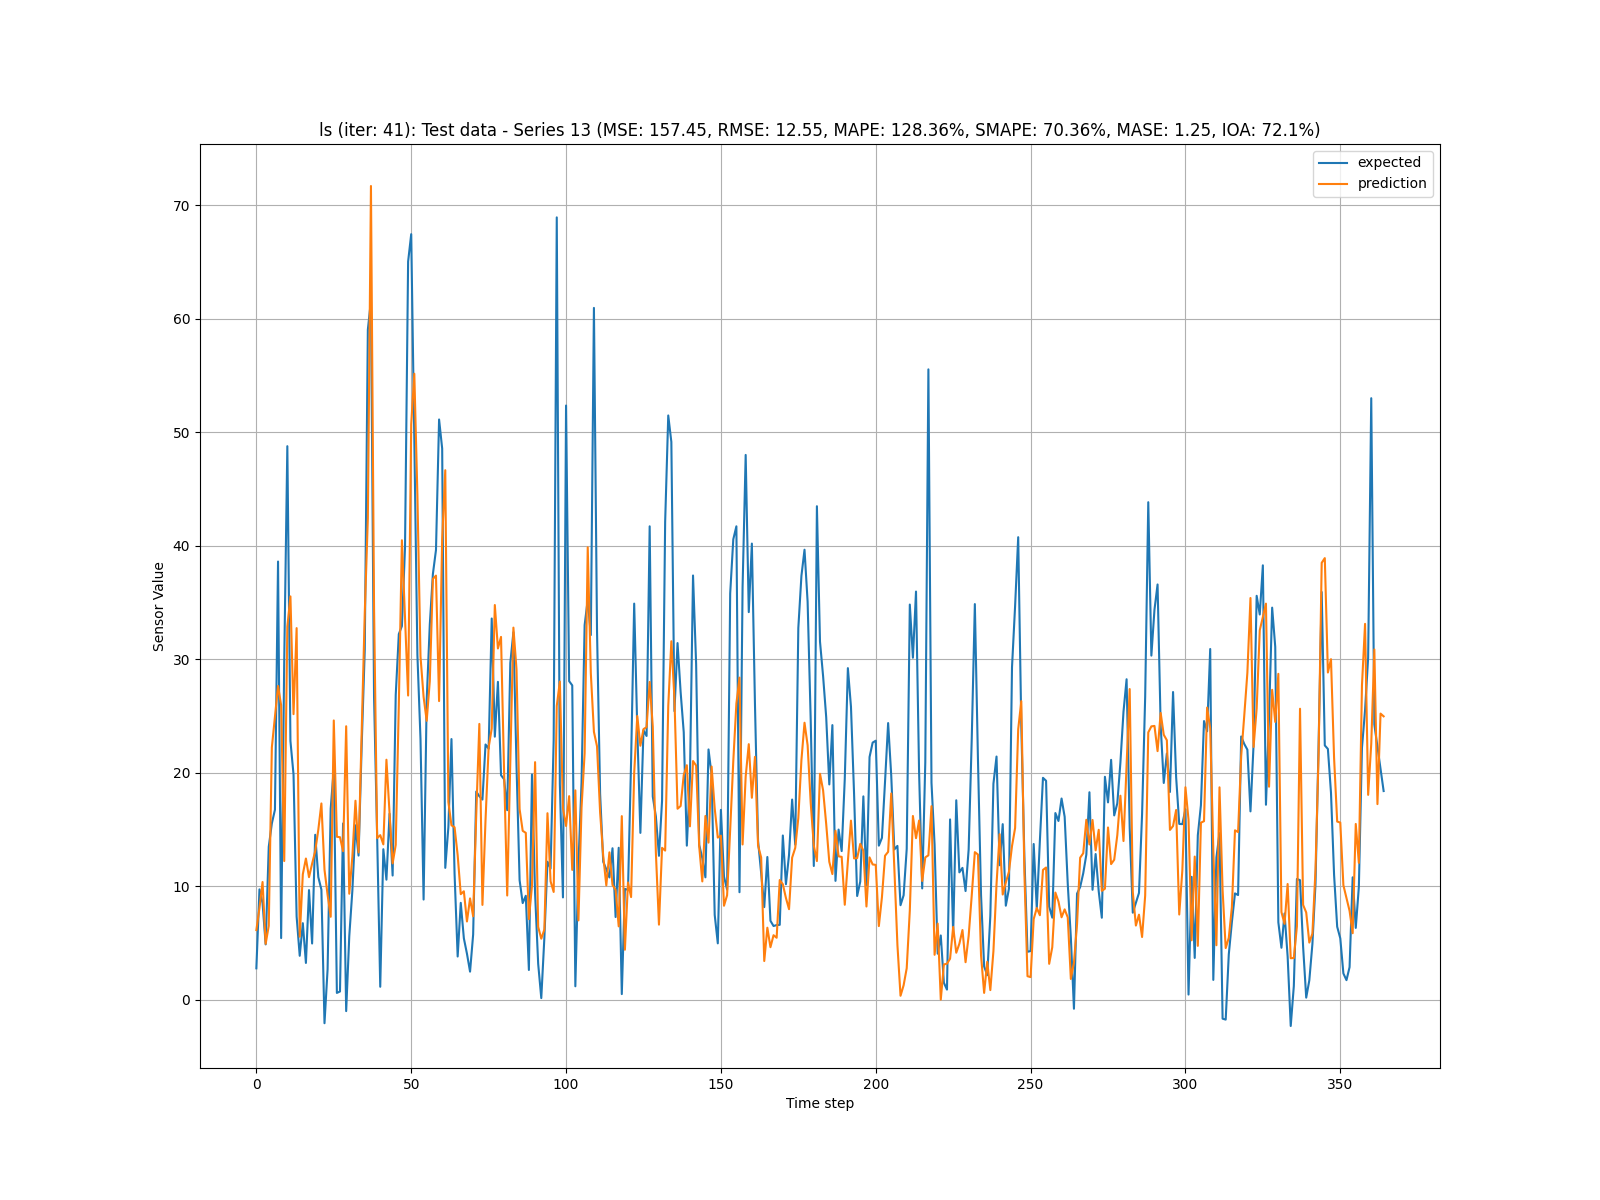 ls (iter: 41): Test data - Series 13 (MSE: 157.45, RMSE: 12.55, MAPE: 128.36%, SMAPE: 70.36%, MASE: 1.25, IOA: 72.1%)
expected
prediction
70
60
50
40
30
20
10
0
Sensor Value
0 50 100 150 200 250 300 350
Time step